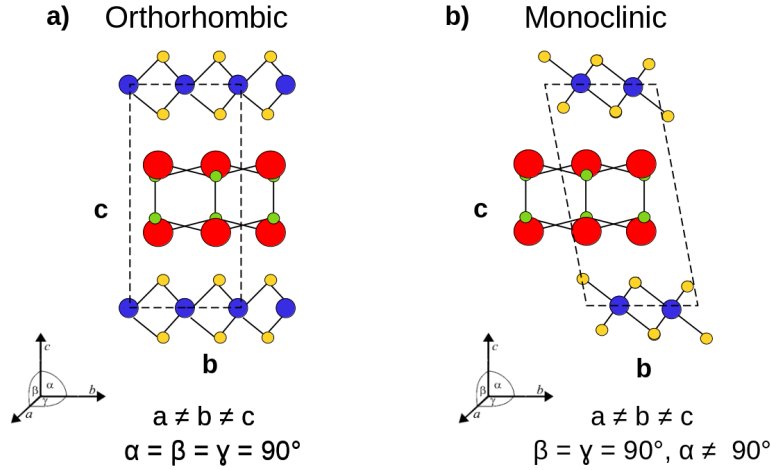 a) Orthorhombic
c
b
c
α
β
b
a
γ
a ≠ b ≠ c
α = β = γ = 90°
b) Monoclinic
c
b
c
α
β
b
a
γ
a ≠ b ≠ c
β = γ = 90°, α ≠ 90°